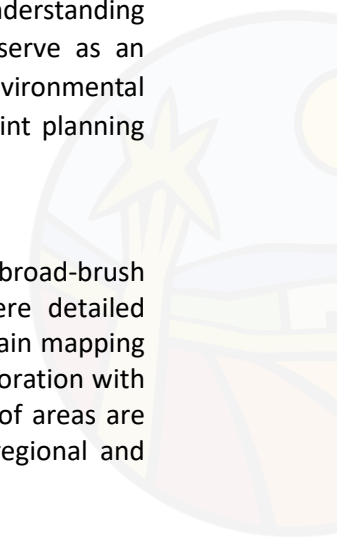 nderstanding
serve as an
vironmental
int planning
broad-brush
ere detailed
ain mapping
oration with
of areas are
egional and